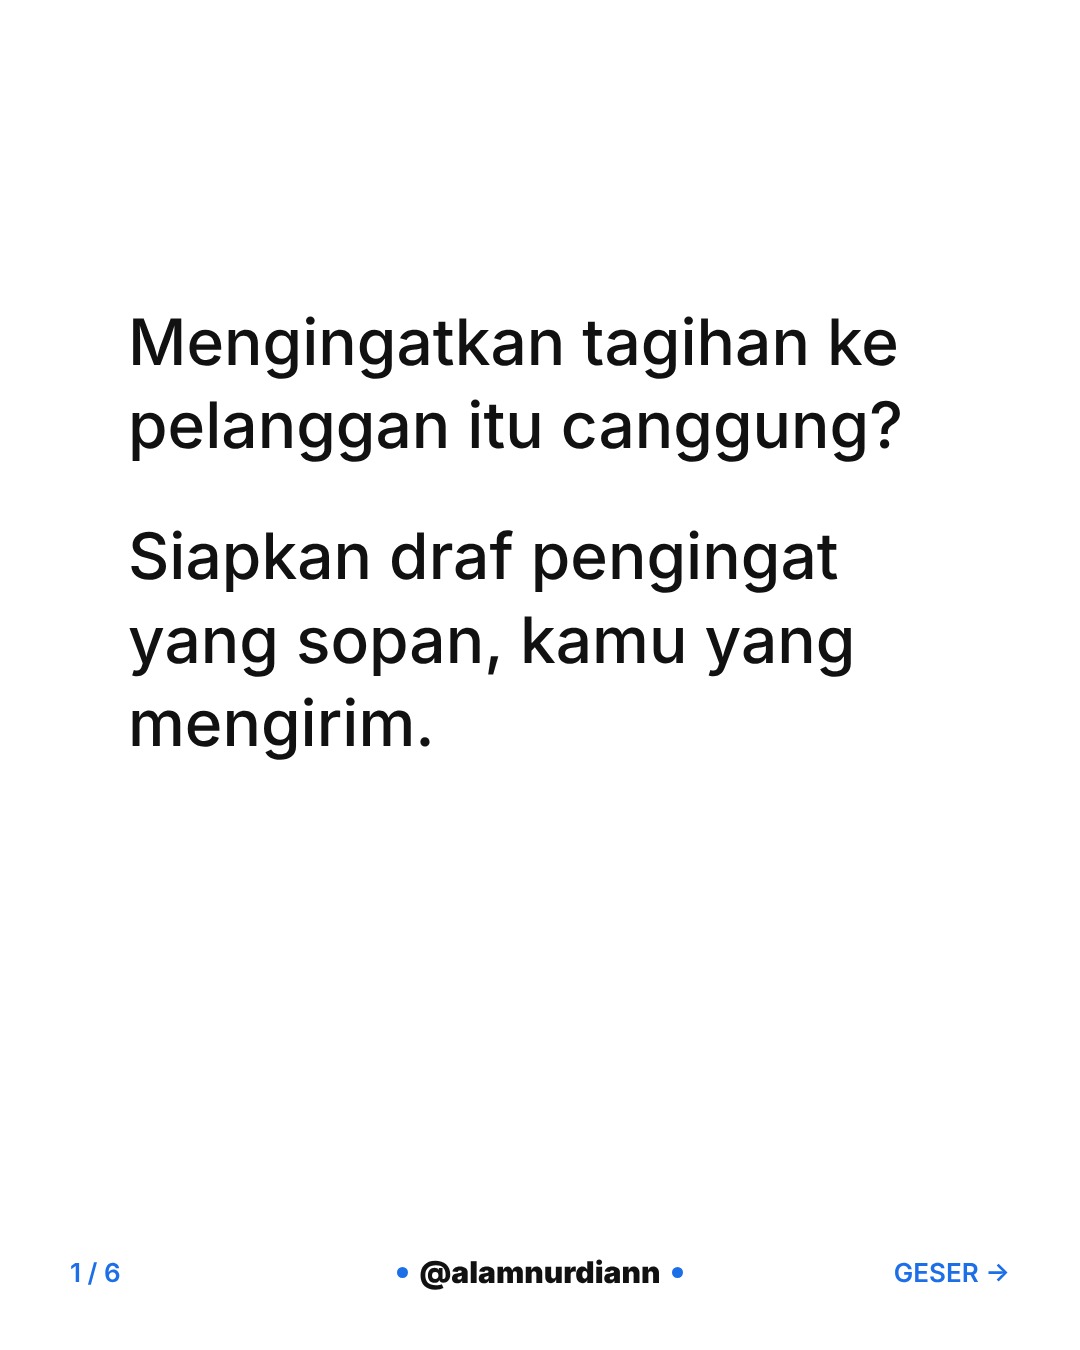 Mengingatkan tagihan ke
pelanggan itu canggung?
Siapkan draf pengingat
yang sopan, kamu yang
mengirim.
1 / 6
• @alamnurdiann •
GESER →